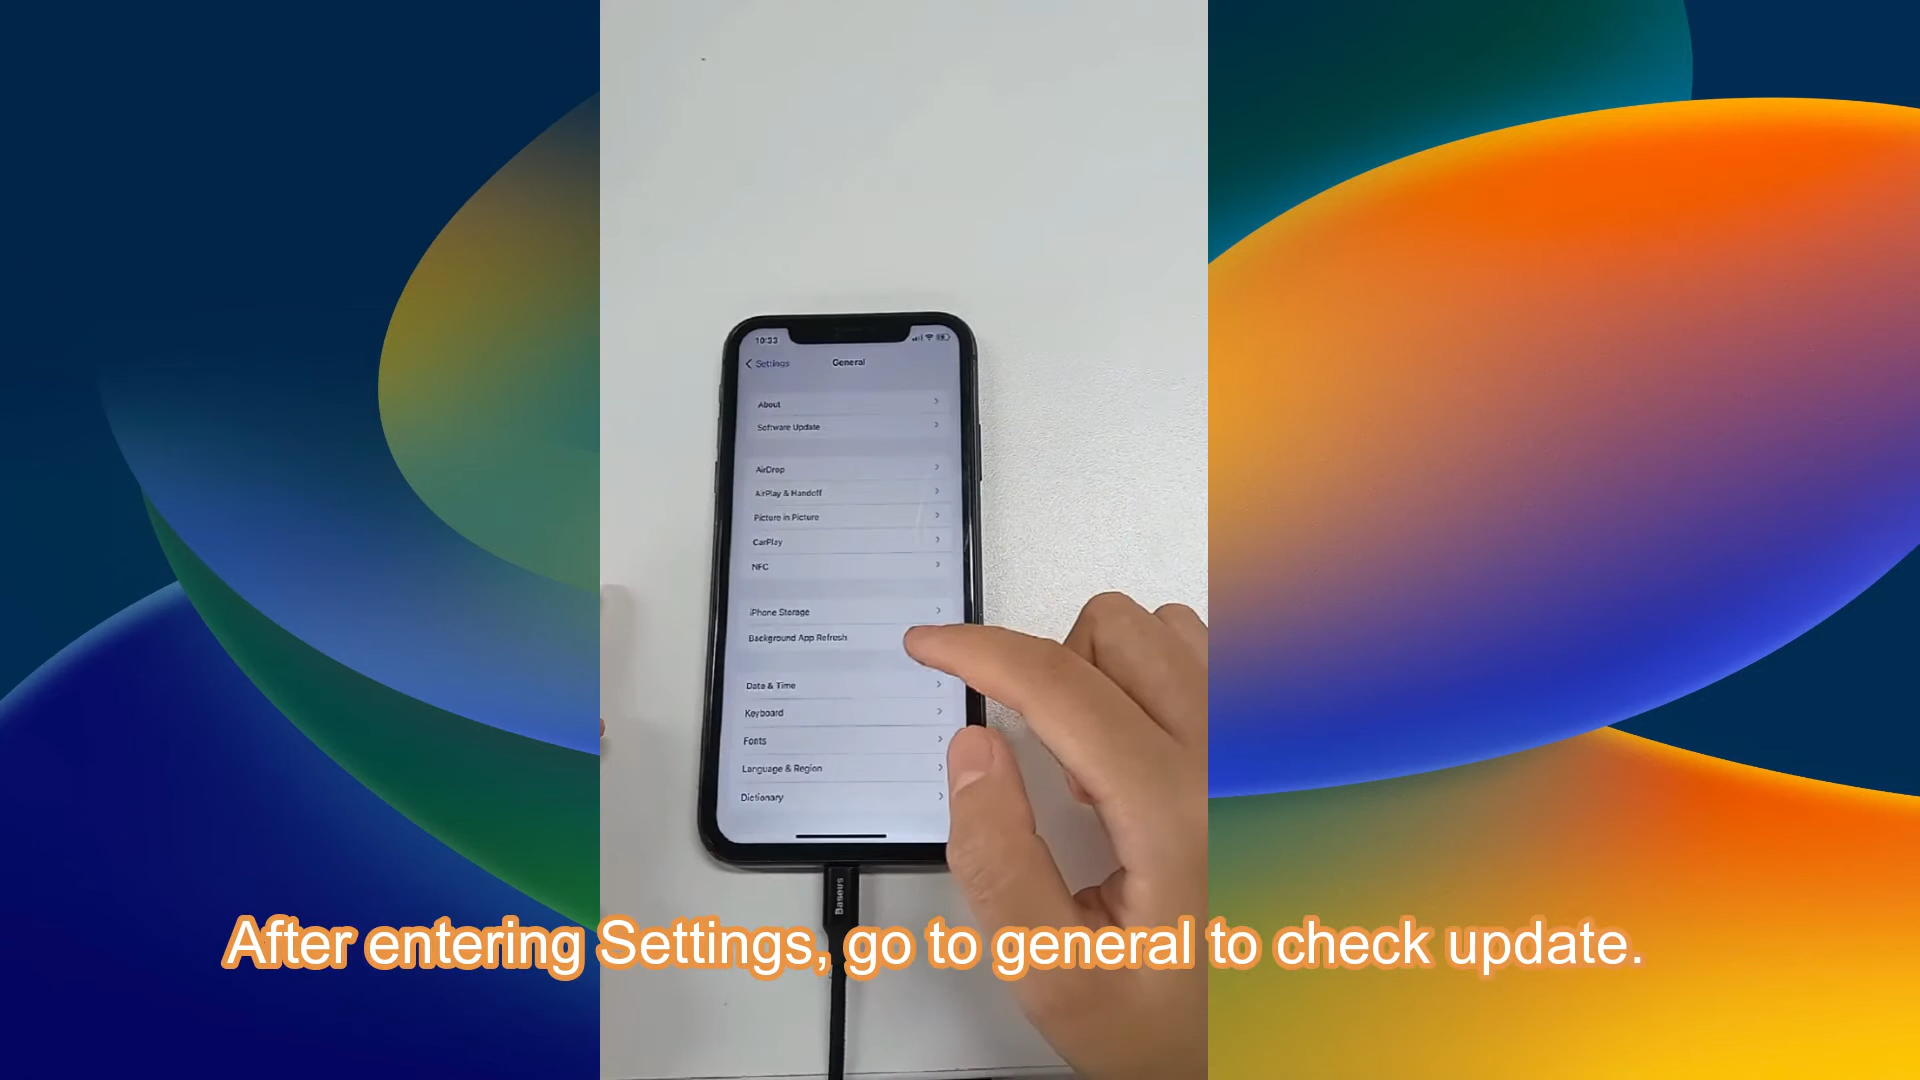 10:33
Settings
General
About
Software Update
AirDrop
AirPlay & Handoff
Picture in Picture
CarPlay
NFC
iPhone Storage
Background App Refresh
Date & Time
Keyboard
Fonts
Language & Region
Dictionary
Baseus
After entering Settings, go to general to check update.